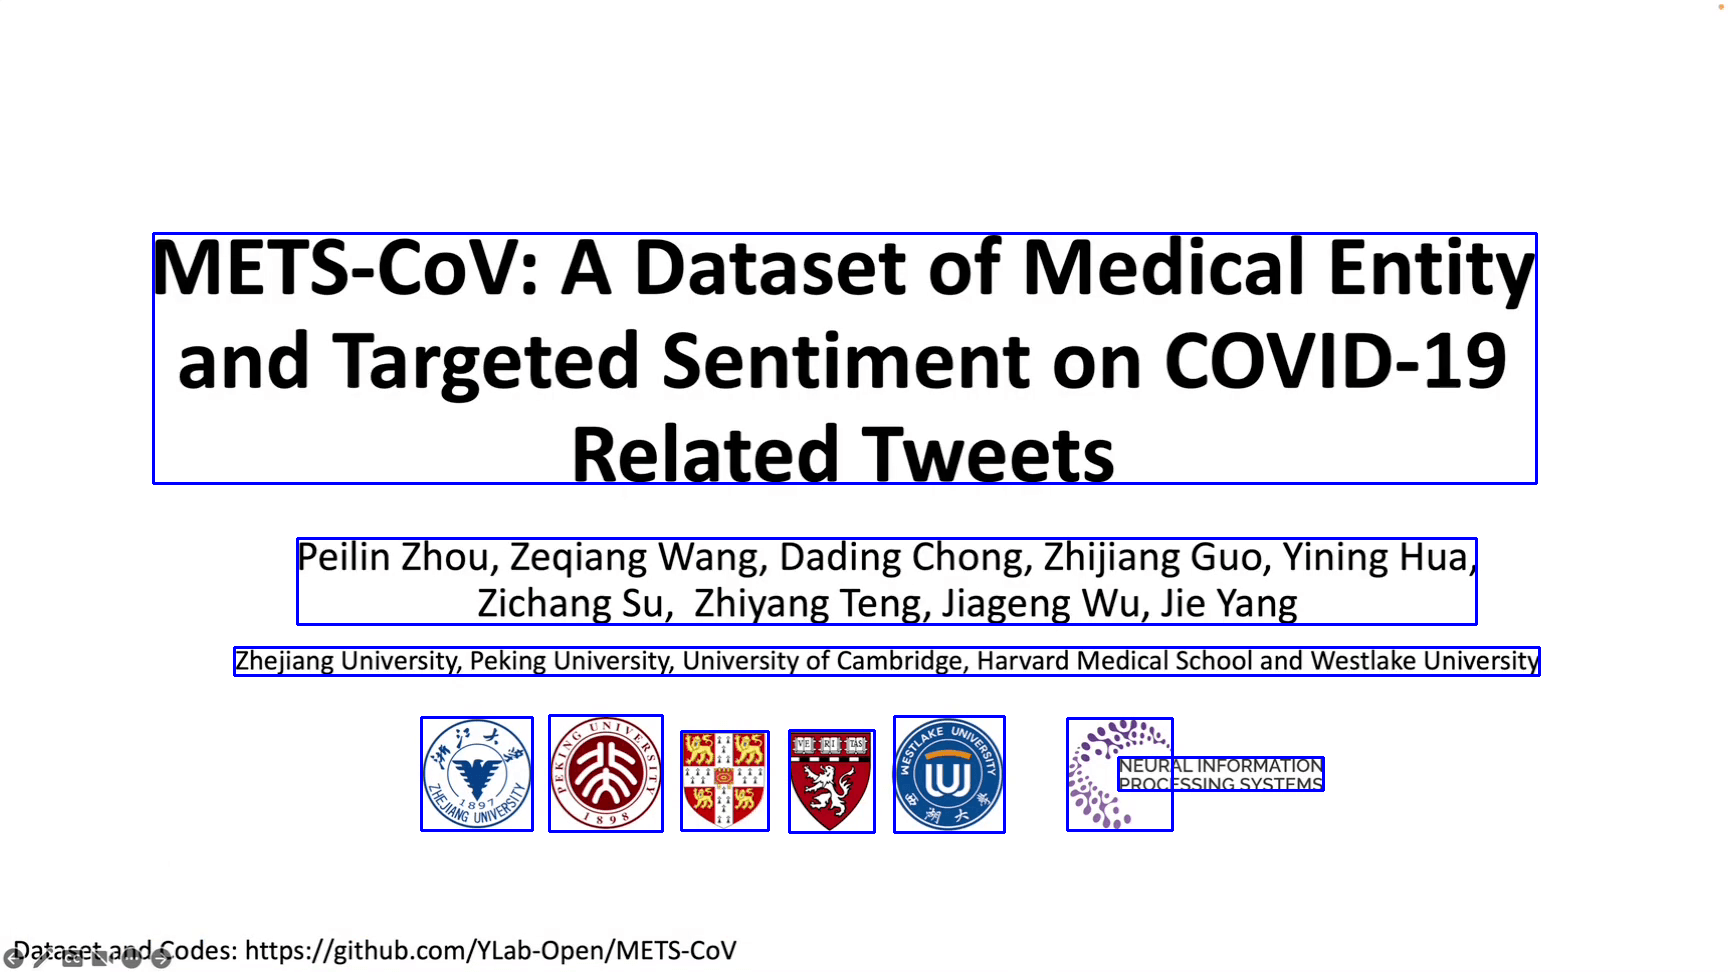 METS-CoV: A Dataset of Medical Entity
and Targeted Sentiment on COVID-19
Related Tweets
Peilin Zhou, Zeqiang Wang, Dading Chong, Zhijiang Guo, Yining Hua,
Zichang Su, Zhiyang Teng, Jiageng Wu, Jie Yang
Zhejiang University, Peking University, University of Cambridge, Harvard Medical School and Westlake University
浙江大学
1897
ZHEJIANG UNIVERSITY
PEKING UNIVERSITY
1898
VE RI TAS
WESTLAKE UNIVERSITY
西湖大學
NEURAL INFORMATION
PROCESSING SYSTEMS
Dataset and Codes: https://github.com/YLab-Open/METS-CoV